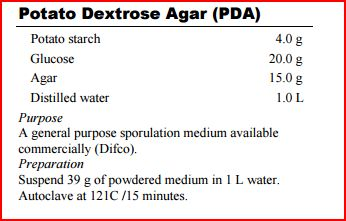 Potato Dextrose Agar (PDA)
Potato starch 4.0 g
Glucose 20.0 g
Agar 15.0 g
Distilled water 1.0 L
Purpose
A general purpose sporulation medium available
commercially (Difco).
Preparation
Suspend 39 g of powdered medium in 1 L water.
Autoclave at 121C /15 minutes.